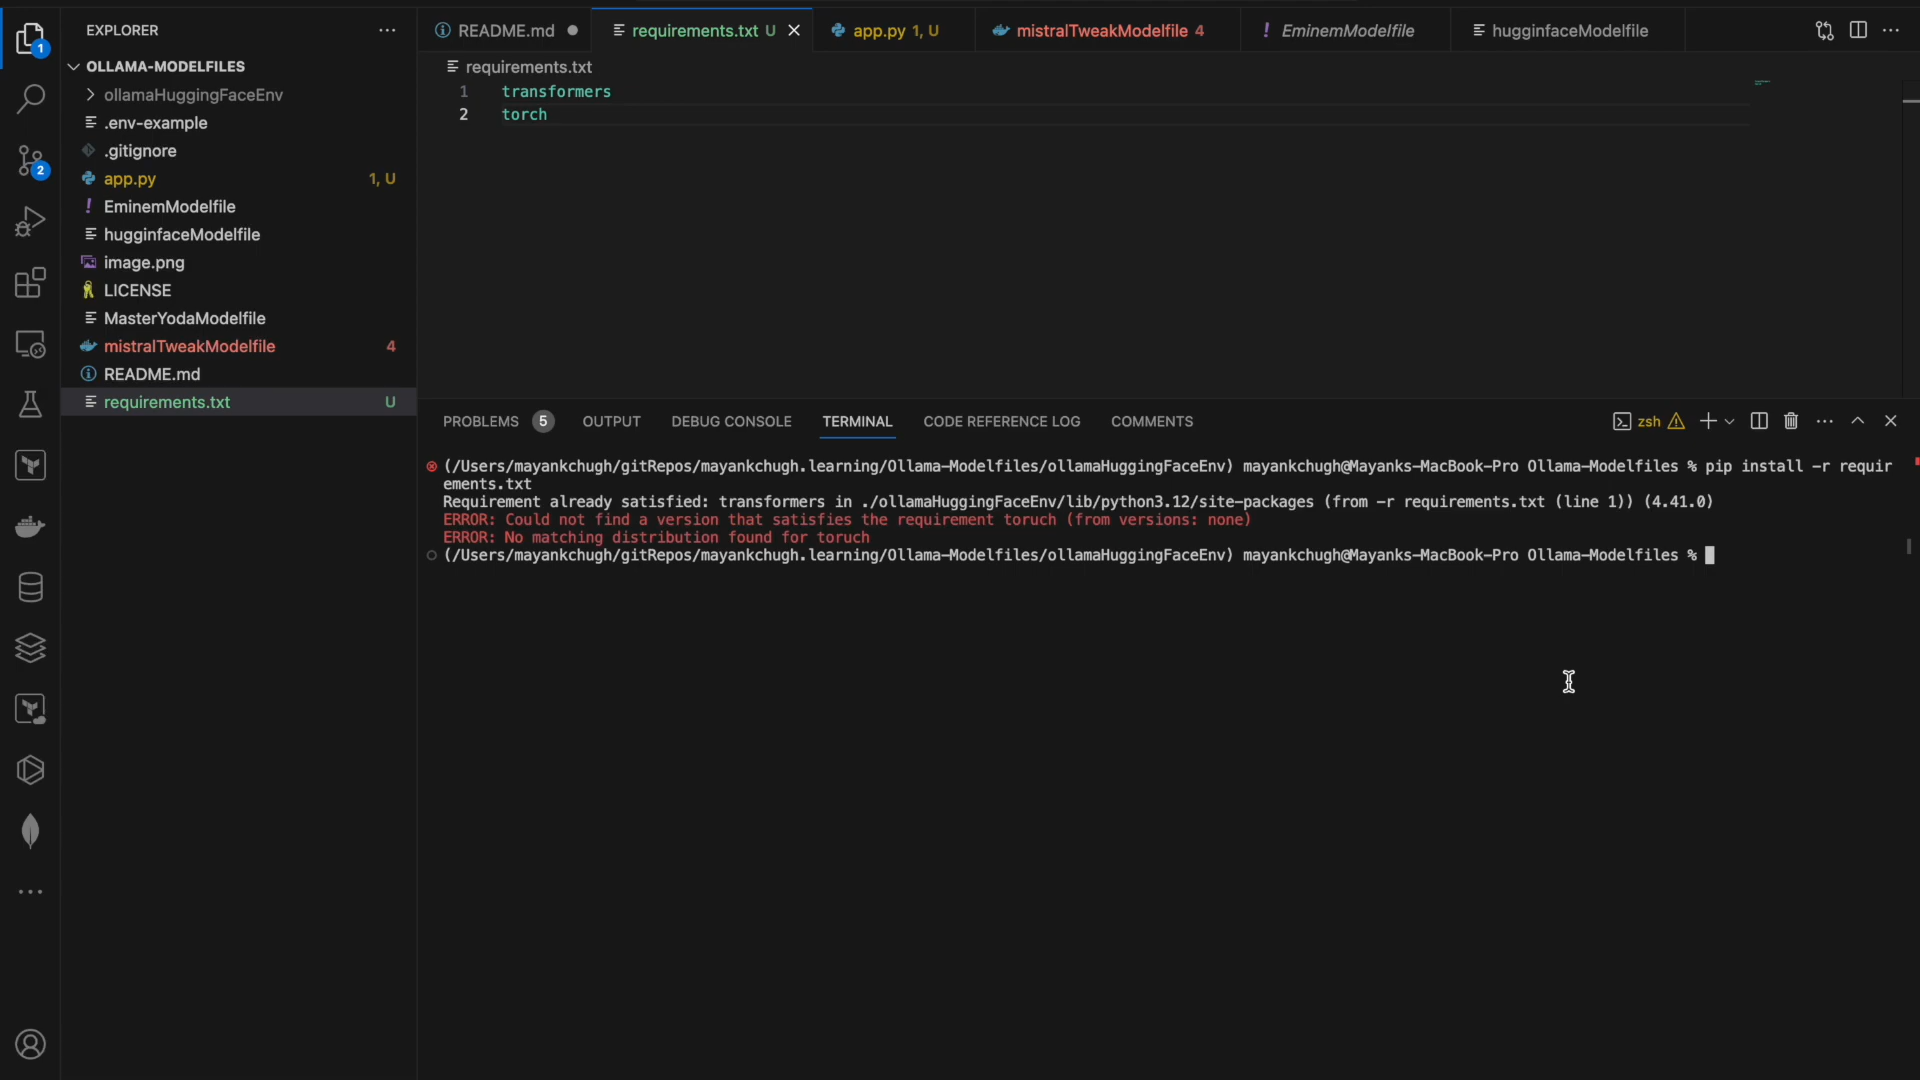 1
EXPLORER
README.md
requirements.txt U
app.py 1, U
mistralTweakModelfile 4
EminemModelfile
hugginfaceModelfile
OLLAMA-MODELFILES
requirements.txt
ollamaHuggingFaceEnv
1 transformers
.env-example
2 torch
.gitignore
2
app.py 1, U
EminemModelfile
hugginfaceModelfile
image.png
LICENSE
MasterYodaModelfile
mistralTweakModelfile 4
README.md
requirements.txt U
PROBLEMS 5 OUTPUT DEBUG CONSOLE TERMINAL CODE REFERENCE LOG COMMENTS
zsh
(/Users/mayankchugh/gitRepos/mayankchugh.learning/Ollama-Modelfiles/ollamaHuggingFaceEnv) mayankchugh@Mayanks-MacBook-Pro Ollama-Modelfiles % pip install -r requir
ements.txt
Requirement already satisfied: transformers in ./ollamaHuggingFaceEnv/lib/python3.12/site-packages (from -r requirements.txt (line 1)) (4.41.0)
ERROR: Could not find a version that satisfies the requirement toruch (from versions: none)
ERROR: No matching distribution found for toruch
(/Users/mayankchugh/gitRepos/mayankchugh.learning/Ollama-Modelfiles/ollamaHuggingFaceEnv) mayankchugh@Mayanks-MacBook-Pro Ollama-Modelfiles %